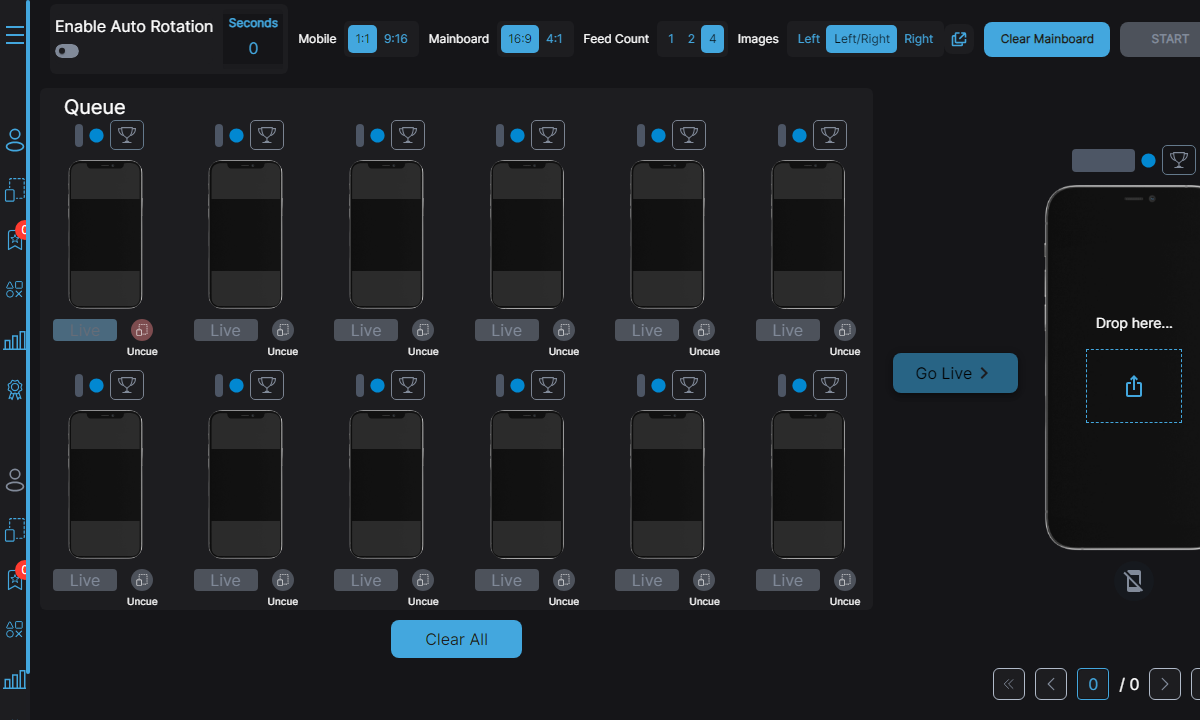 Enable Auto Rotation
Seconds
0
Mobile 1:1 9:16 Mainboard 16:9 4:1 Feed Count 1 2 4 Images Left Left/Right Right Clear Mainboard START
Queue
Live Live Live Live Live Live
Uncue Uncue Uncue Uncue Uncue Uncue
Go Live
Drop here...
Live Live Live Live Live Live
Uncue Uncue Uncue Uncue Uncue Uncue
Clear All
0 / 0